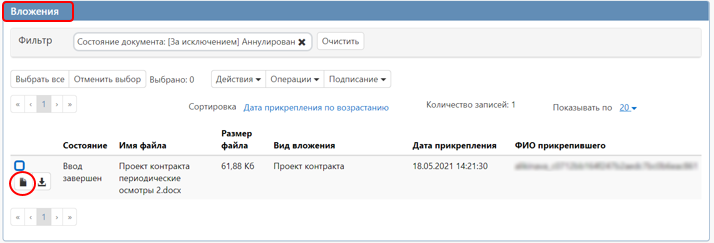 Вложения
Фильтр Состояние документа: [За исключением] Аннулирован ✖ Очистить
Выбрать все Отменить выбор Выбрано: 0 Действия Операции Подписание
« ‹ 1 › » Сортировка Дата прикрепления по возрастанию Количество записей: 1 Показывать по 20
Состояние Имя файла Размер файла Вид вложения Дата прикрепления ФИО прикрепившего
Ввод завершен Проект контракта периодические осмотры 2.docx 61,88 Кб Проект контракта 18.05.2021 14:21:30
« ‹ 1 › »